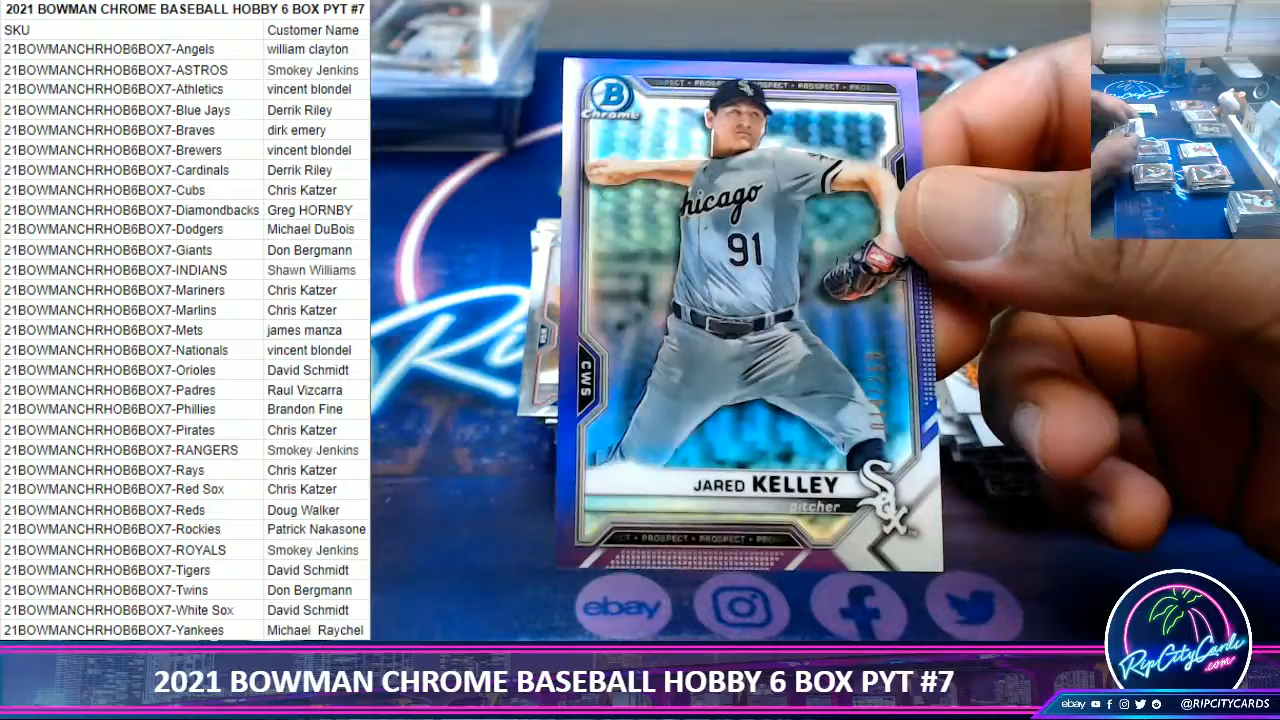 2021 BOWMAN CHROME BASEBALL HOBBY 6 BOX PYT #7
SKU Customer Name
21BOWMANCHRHOB6BOX7-Angels william clayton
21BOWMANCHRHOB6BOX7-ASTROS Smokey Jenkins
21BOWMANCHRHOB6BOX7-Athletics vincent blondel
21BOWMANCHRHOB6BOX7-Blue Jays Derrik Riley
21BOWMANCHRHOB6BOX7-Braves dirk emery
21BOWMANCHRHOB6BOX7-Brewers vincent blondel
21BOWMANCHRHOB6BOX7-Cardinals Derrik Riley
21BOWMANCHRHOB6BOX7-Cubs Chris Katzer
21BOWMANCHRHOB6BOX7-Diamondbacks Greg HORNBY
21BOWMANCHRHOB6BOX7-Dodgers Michael DuBois
21BOWMANCHRHOB6BOX7-Giants Don Bergmann
21BOWMANCHRHOB6BOX7-INDIANS Shawn Williams
21BOWMANCHRHOB6BOX7-Mariners Chris Katzer
21BOWMANCHRHOB6BOX7-Marlins Chris Katzer
21BOWMANCHRHOB6BOX7-Mets james manza
21BOWMANCHRHOB6BOX7-Nationals vincent blondel
21BOWMANCHRHOB6BOX7-Orioles David Schmidt
21BOWMANCHRHOB6BOX7-Padres Raul Vizcarra
21BOWMANCHRHOB6BOX7-Phillies Brandon Fine
21BOWMANCHRHOB6BOX7-Pirates Chris Katzer
21BOWMANCHRHOB6BOX7-RANGERS Smokey Jenkins
21BOWMANCHRHOB6BOX7-Rays Chris Katzer
21BOWMANCHRHOB6BOX7-Red Sox Chris Katzer
21BOWMANCHRHOB6BOX7-Reds Doug Walker
21BOWMANCHRHOB6BOX7-Rockies Patrick Nakasone
21BOWMANCHRHOB6BOX7-ROYALS Smokey Jenkins
21BOWMANCHRHOB6BOX7-Tigers David Schmidt
21BOWMANCHRHOB6BOX7-Twins Don Bergmann
21BOWMANCHRHOB6BOX7-White Sox David Schmidt
21BOWMANCHRHOB6BOX7-Yankees Michael Raychel
PROSPECT • PROSPECT
B
Chrome
hicago
91
CWS
JARED KELLEY
pitcher
Sox
PROSPECT • PROSPECT
ebay
RipCityCards
.com
2021 BOWMAN CHROME BASEBALL HOBBY 6 BOX PYT #7
ebay @RIPCITYCARDS